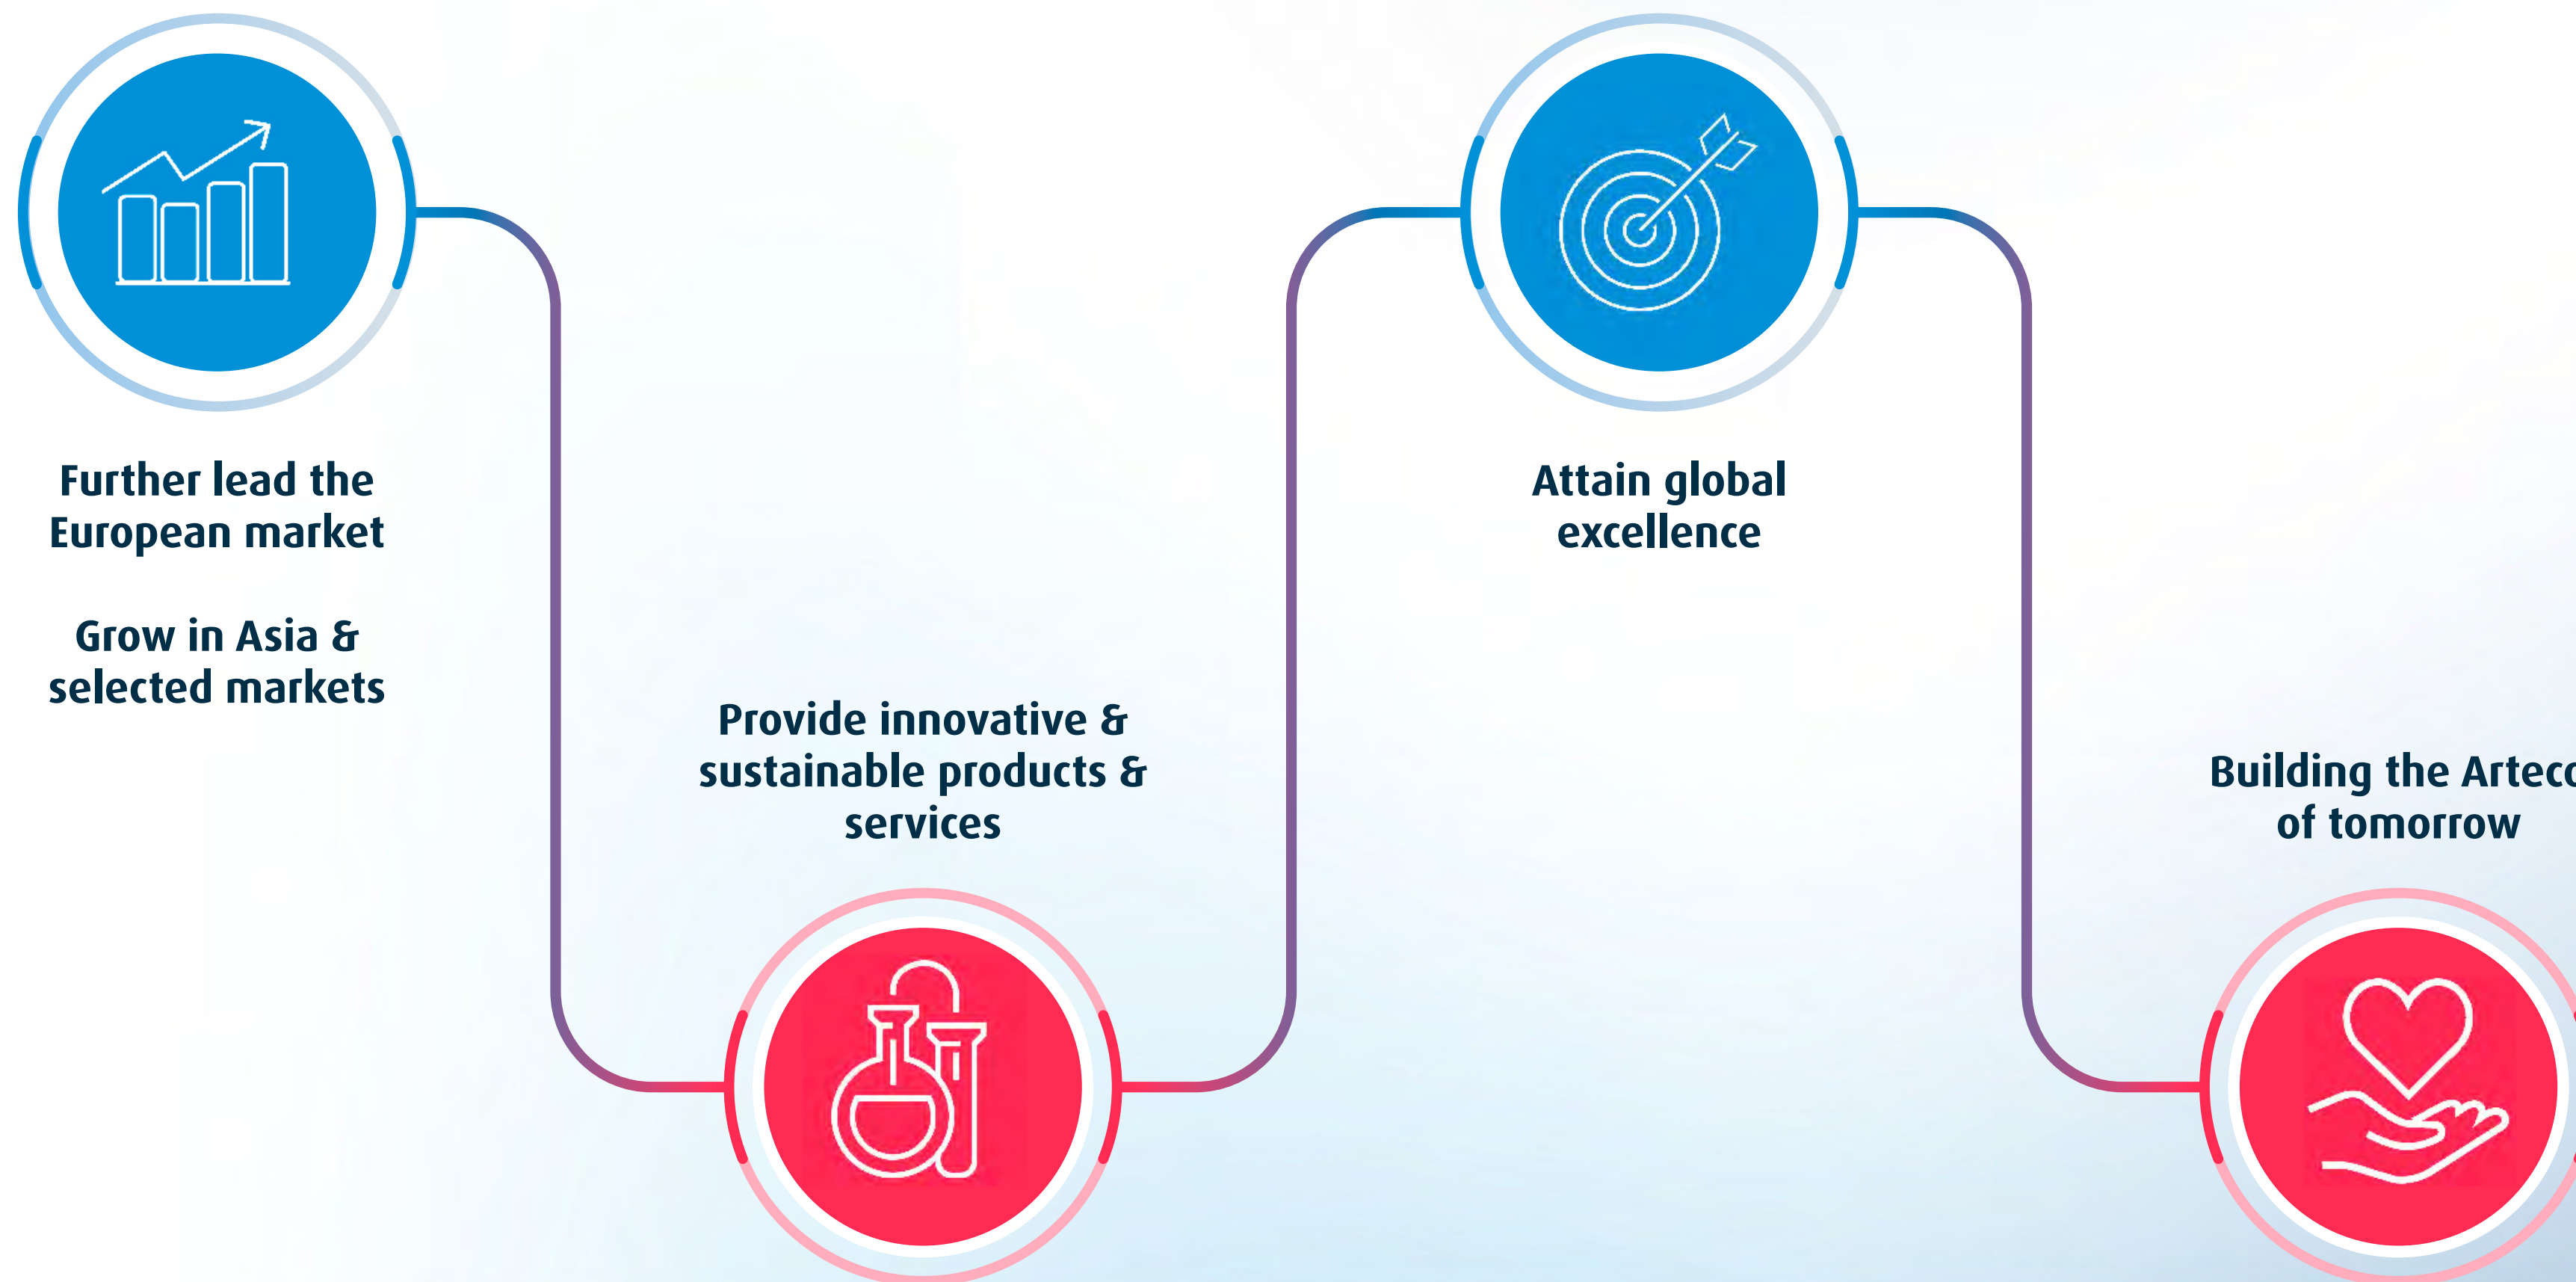 Further lead the
European market
Grow in Asia &
selected markets
Provide innovative &
sustainable products &
services
Attain global
excellence
Building the Arteco
of tomorrow